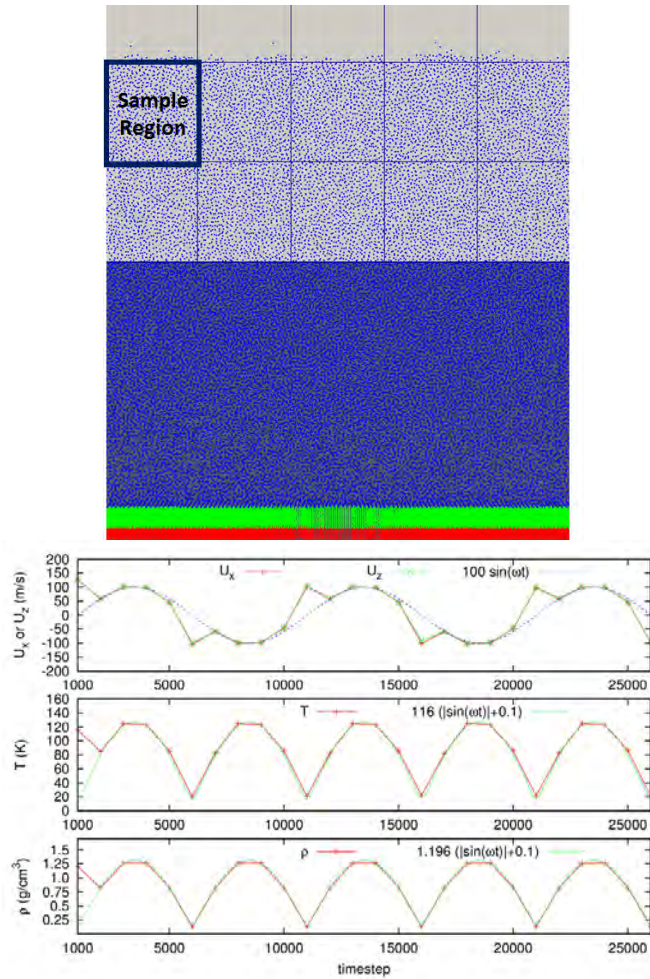 Sample
Region
U_x U_z 100 sin(ωt)
U_x or U_z (m/s)
200
150
100
50
0
-50
-100
-150
-200
1000 5000 10000 15000 20000 25000
T 116 (|sin(ωt)|+0.1)
T (K)
160
140
120
100
80
60
40
20
0
1000 5000 10000 15000 20000 25000
ρ 1.196 (|sin(ωt)|+0.1)
ρ (g/cm³)
1.5
1.25
1.0
0.75
0.5
0.25
1000 5000 10000 15000 20000 25000
timestep